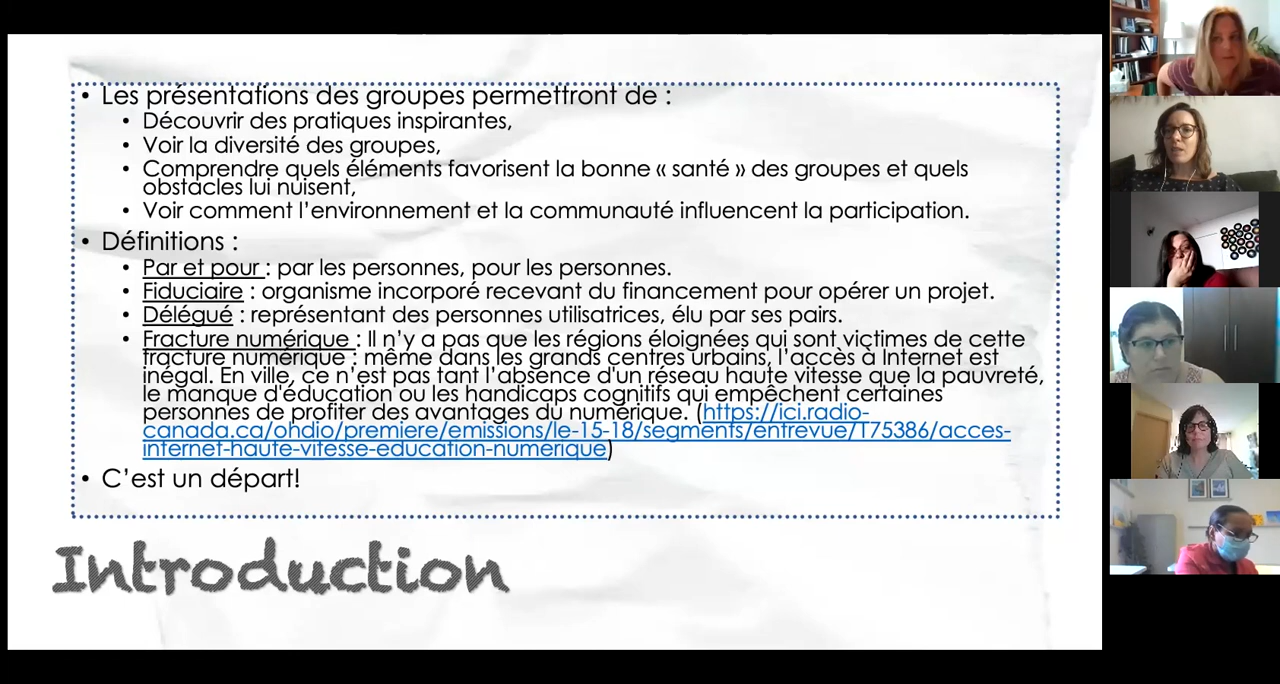 • Les présentations des groupes permettront de :
• Découvrir des pratiques inspirantes,
• Voir la diversité des groupes,
• Comprendre quels éléments favorisent la bonne « santé » des groupes et quels
obstacles lui nuisent,
• Voir comment l'environnement et la communauté influencent la participation.
• Définitions :
• Par et pour : par les personnes, pour les personnes.
• Fiduciaire : organisme incorporé recevant du financement pour opérer un projet.
• Délégué : représentant des personnes utilisatrices, élu par ses pairs.
• Fracture numérique : Il n'y a pas que les régions éloignées qui sont victimes de cette
fracture numérique : même dans les grands centres urbains, l'accès à Internet est
inégal. En ville, ce n'est pas tant l'absence d'un réseau haute vitesse que la pauvreté,
le manque d'éducation ou les handicaps cognitifs qui empêchent certaines
personnes de profiter des avantages du numérique. (https://ici.radio-
canada.ca/ohdio/premiere/emissions/le-15-18/segments/entrevue/175386/acces-
internet-haute-vitesse-education-numerique)
• C'est un départ!
Introduction